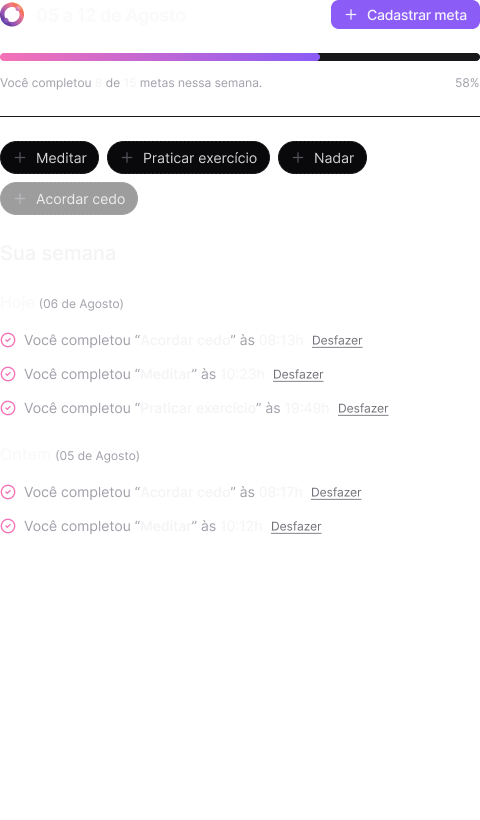 05 a 12 de Agosto
Cadastrar meta
Você completou 8 de 15 metas nessa semana.
58%
Meditar
Praticar exercício
Nadar
Acordar cedo
Sua semana
Hoje (06 de Agosto)
Você completou “Acordar cedo” às 08:13h Desfazer
Você completou “Meditar” às 10:23h Desfazer
Você completou “Praticar exercício” às 19:49h Desfazer
Ontem (05 de Agosto)
Você completou “Acordar cedo” às 08:17h Desfazer
Você completou “Meditar” às 10:12h Desfazer